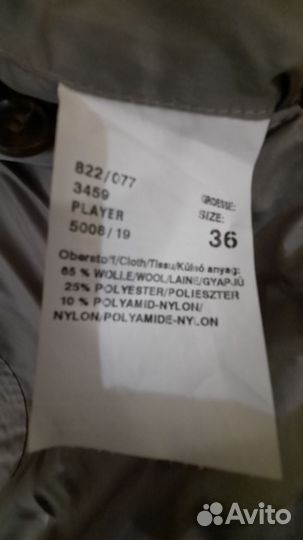 822/077
3459
PLAYER
5008/19
GROESSE:
SIZE:
36
Oberstoff/Cloth/Tissu/Külső anyag:
65 % WOLLE/WOOL/LAINE/GYAPJÚ
25% POLYESTER/POLIESZTER
10 % POLYAMID-NYLON/
NYLON/POLYAMIDE-NYLON
Avito